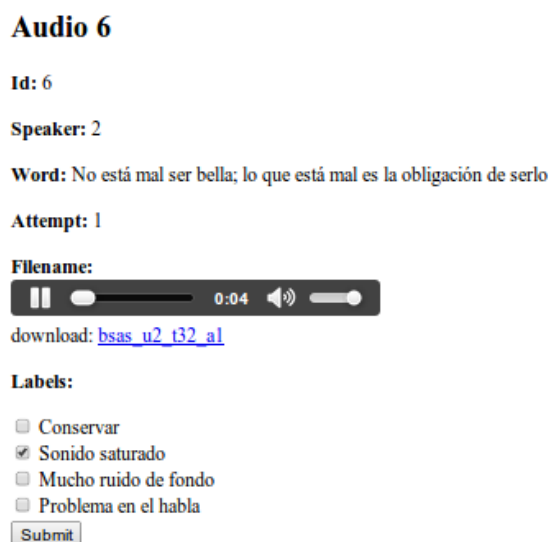 Audio 6
Id: 6
Speaker: 2
Word: No está mal ser bella; lo que está mal es la obligación de serlo
Attempt: 1
Filename:
0:04
download: bsas_u2_t32_a1
Labels:
Conservar
Sonido saturado
Mucho ruido de fondo
Problema en el habla
Submit